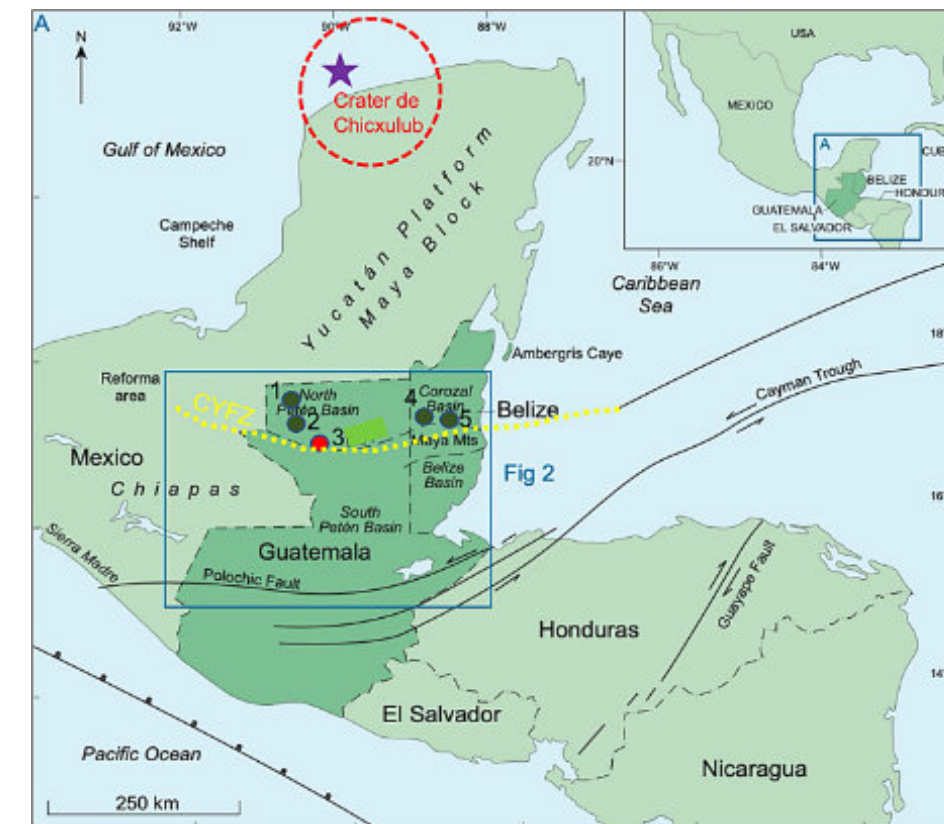 A
92°W
90°W
88°W
N
Crater de
Chicxulub
Gulf of Mexico
Campeche
Shelf
Yucatán Platform
Maya Block
20°N
USA
MEXICO
A
BELIZE
GUATEMALA
EL SALVADOR
86°W
84°W
Caribbean
Sea
Ambergris Caye
Cayman Trough
Reforma
area
CYFZ
1
North
Petén Basin
2
3
Corozal
Basin
4
5
Belize
Maya Mts
Belize
Basin
Fig 2
Mexico
Chiapas
South
Petén Basin
Guatemala
Polochic Fault
Sierra Madre
Honduras
Guayape Fault
El Salvador
Nicaragua
Pacific Ocean
250 km